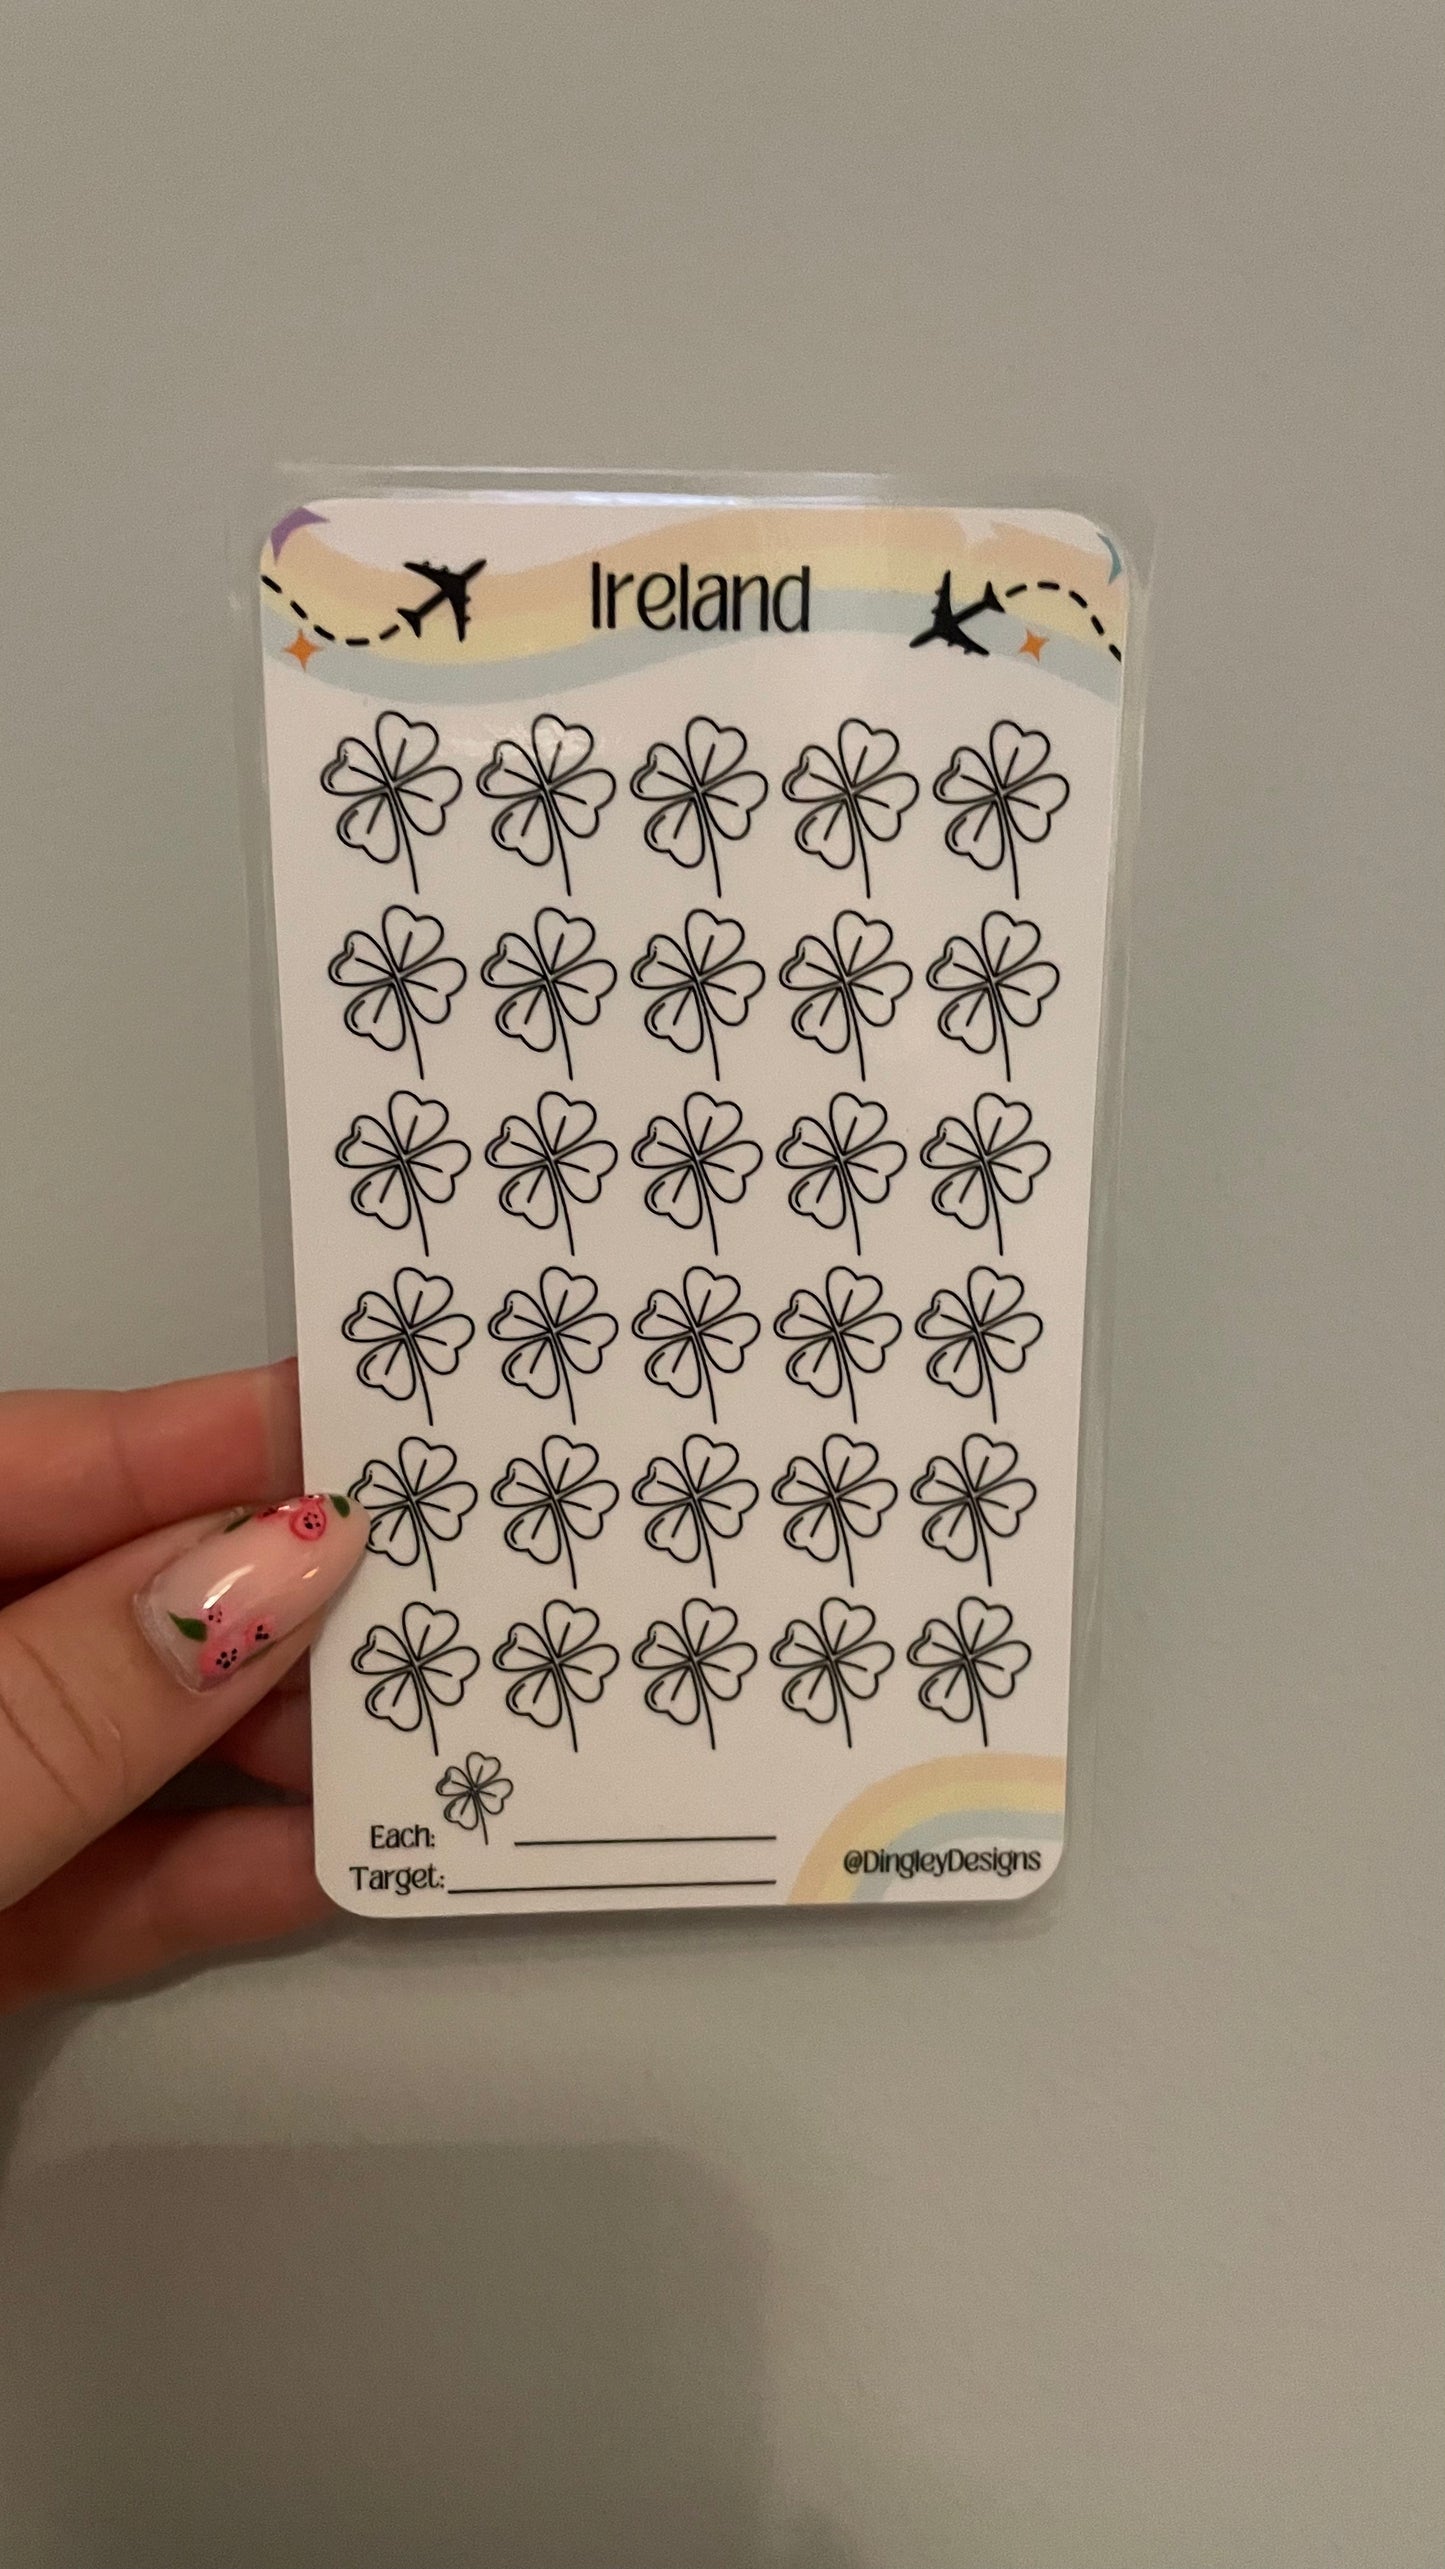 Ireland
Each:
Target:
@DingleyDesigns